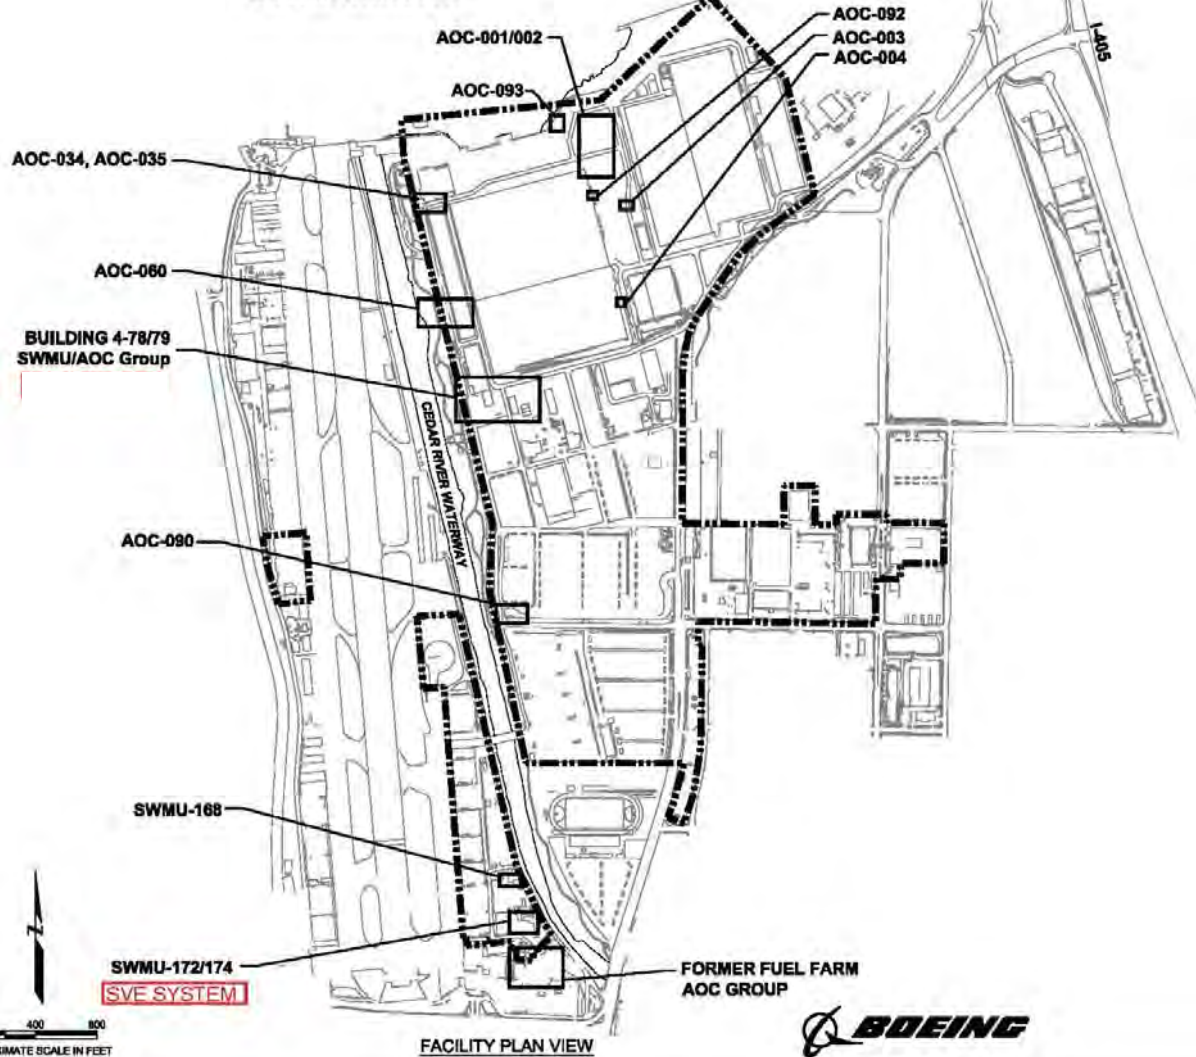 AOC-092
AOC-001/002
AOC-003
AOC-004
I-405
AOC-093
AOC-034, AOC-035
AOC-060
BUILDING 4-78/79
SWMU/AOC Group
CEDAR RIVER WATERWAY
AOC-090
SWMU-168
N
SWMU-172/174
SVE SYSTEM
FORMER FUEL FARM
AOC GROUP
400 800
SCALE IN FEET
FACILITY PLAN VIEW
BOEING